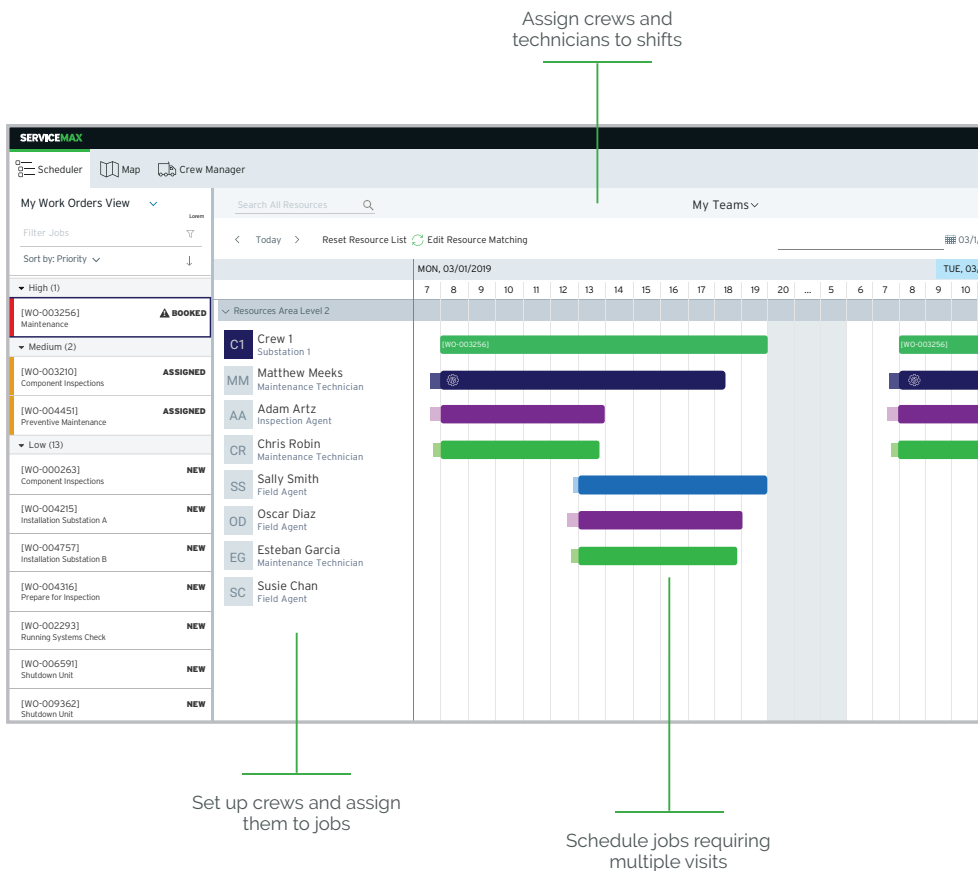 Assign crews and
technicians to shifts
SERVICEMAX
Scheduler
Map
Crew Manager
My Work Orders View
Lorem
Filter Jobs
Sort by: Priority
High (1)
[WO-003256]
BOOKED
Maintenance
Medium (2)
[WO-003210]
ASSIGNED
Component Inspections
[WO-004451]
ASSIGNED
Preventive Maintenance
Low (13)
[WO-000263]
NEW
Component Inspections
[WO-004215]
NEW
Installation Substation A
[WO-004757]
NEW
Installation Substation B
[WO-004316]
NEW
Prepare for Inspection
[WO-002293]
NEW
Running Systems Check
[WO-006591]
NEW
Shutdown Unit
[WO-009362]
NEW
Shutdown Unit
Search All Resources
My Teams
< Today > Reset Resource List Edit Resource Matching
03/1/
MON, 03/01/2019
TUE, 03/
7 8 9 10 11 12 13 14 15 16 17 18 19 20 ... 5 6 7 8 9 10
Resources Area Level 2
C1
Crew 1
Substation 1
[WO-003256]
[WO-003256]
MM
Matthew Meeks
Maintenance Technician
AA
Adam Artz
Inspection Agent
CR
Chris Robin
Maintenance Technician
SS
Sally Smith
Field Agent
OD
Oscar Diaz
Field Agent
EG
Esteban Garcia
Maintenance Technician
SC
Susie Chan
Field Agent
Set up crews and assign
them to jobs
Schedule jobs requiring
multiple visits